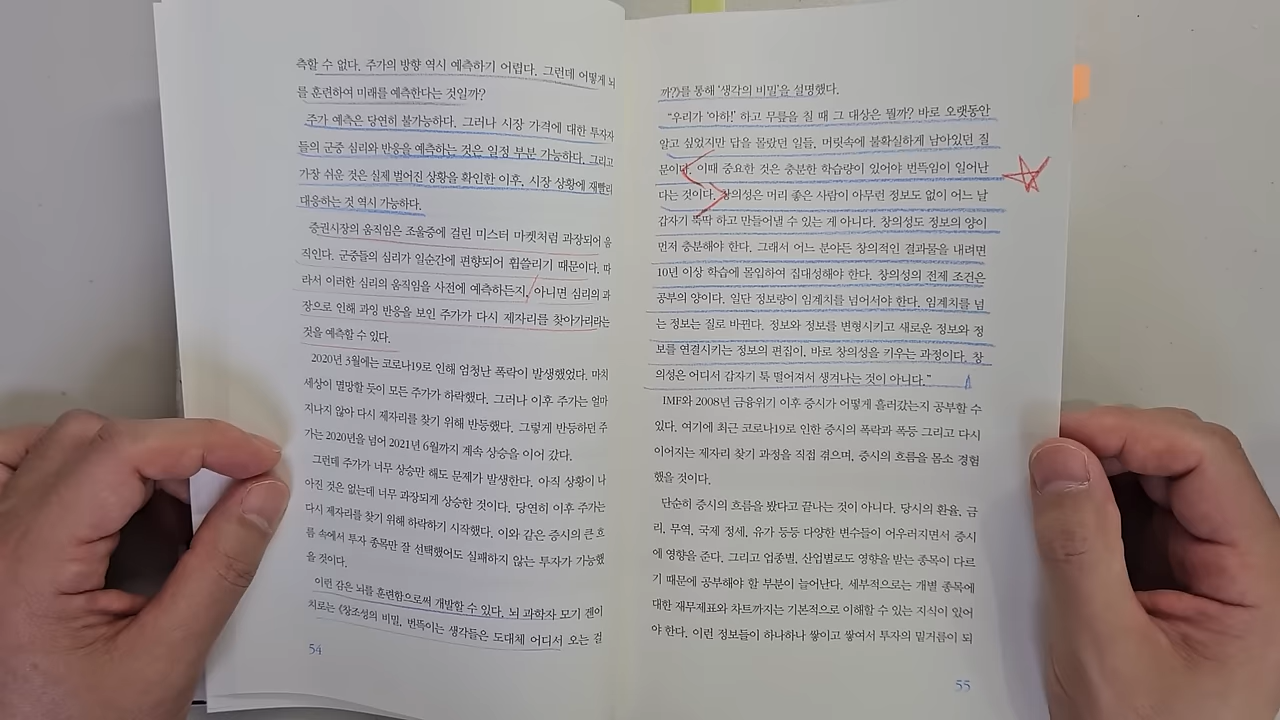 측할 수 없다. 주가의 방향 역시 예측하기 어렵다. 그런데 어떻게 뇌
를 훈련하여 미래를 예측한다는 것일까?
주가 예측은 당연히 불가능하다. 그러나 시장 가격에 대한 투자자
들의 군중 심리와 반응을 예측하는 것은 일정 부분 가능하다. 그리고
가장 쉬운 것은 실제 벌어진 상황을 확인한 이후, 시장 상황에 재빨리
대응하는 것 역시 가능하다.
증권시장의 움직임은 조울증에 걸린 미스터 마켓처럼 과장되어 움
직인다. 군중들의 심리가 일순간에 편향되어 휩쓸리기 때문이다. 따
라서 이러한 심리의 움직임을 사전에 예측하든지, 아니면 심리의 과
장으로 인해 과잉 반응을 보인 주가가 다시 제자리를 찾아가리라는
것을 예측할 수 있다.
2020년 3월에는 코로나19로 인해 엄청난 폭락이 발생했었다. 마치
세상이 멸망할 듯이 모든 주가가 하락했다. 그러나 이후 주가는 얼마
지나지 않아 다시 제자리를 찾기 위해 반등했다. 그렇게 반등하던 주
가는 2020년을 넘어 2021년 6월까지 계속 상승을 이어 갔다.
그런데 주가가 너무 상승만 해도 문제가 발생한다. 아직 상황이 나
아진 것은 없는데 너무 과장되게 상승한 것이다. 당연히 이후 주가는
다시 제자리를 찾기 위해 하락하기 시작했다. 이와 같은 증시의 큰 흐
름 속에서 투자 종목만 잘 선택했어도 실패하지 않는 투자가 가능했
을 것이다.
이런 감은 뇌를 훈련함으로써 개발할 수 있다. 뇌 과학자 모기 겐이
치로는 《창조성의 비밀, 번뜩이는 생각들은 도대체 어디서 오는 걸
54
까?》를 통해 '생각의 비밀'을 설명했다.
"우리가 '아하!' 하고 무릎을 칠 때 그 대상은 뭘까? 바로 오랫동안
알고 싶었지만 답을 몰랐던 일들, 머릿속에 불확실하게 남아있던 질
문이다. 이때 중요한 것은 충분한 학습량이 있어야 번뜩임이 일어난
다는 것이다. 창의성은 머리 좋은 사람이 아무런 정보도 없이 어느 날
갑자기 뚝딱 하고 만들어낼 수 있는 게 아니다. 창의성도 정보의 양이
먼저 충분해야 한다. 그래서 어느 분야든 창의적인 결과물을 내려면
10년 이상 학습에 몰입하여 집대성해야 한다. 창의성의 전제 조건은
공부의 양이다. 일단 정보량이 임계치를 넘어서야 한다. 임계치를 넘
는 정보는 질로 바뀐다. 정보와 정보를 변형시키고 새로운 정보와 정
보를 연결시키는 정보의 편집이, 바로 창의성을 키우는 과정이다. 창
의성은 어디서 갑자기 툭 떨어져서 생겨나는 것이 아니다."
IMF와 2008년 금융위기 이후 증시가 어떻게 흘러갔는지 공부할 수
있다. 여기에 최근 코로나19로 인한 증시의 폭락과 폭등 그리고 다시
이어지는 제자리 찾기 과정을 직접 겪으며, 증시의 흐름을 몸소 경험
했을 것이다.
단순히 증시의 흐름을 봤다고 끝나는 것이 아니다. 당시의 환율, 금
리, 무역, 국제 정세, 유가 등등 다양한 변수들이 어우러지면서 증시
에 영향을 준다. 그리고 업종별, 산업별로도 영향을 받는 종목이 다르
기 때문에 공부해야 할 부분이 늘어난다. 세부적으로는 개별 종목에
대한 재무제표와 차트까지는 기본적으로 이해할 수 있는 지식이 있어
야 한다. 이런 정보들이 하나하나 쌓이고 쌓여서 투자의 밑거름이 되
55